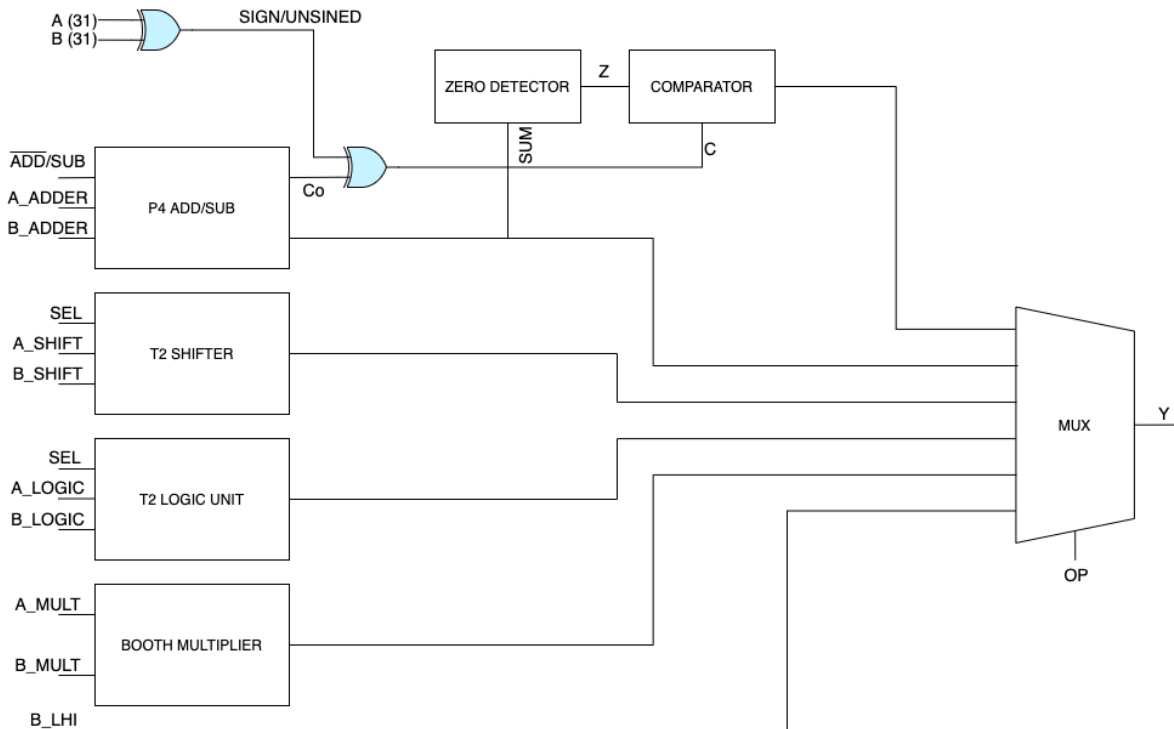 A (31)
B (31)
SIGN/UNSINED
ZERO DETECTOR
Z
COMPARATOR
SUM
C
ADD/SUB
A_ADDER
B_ADDER
P4 ADD/SUB
Co
SEL
A_SHIFT
B_SHIFT
T2 SHIFTER
SEL
A_LOGIC
B_LOGIC
T2 LOGIC UNIT
A_MULT
B_MULT
BOOTH MULTIPLIER
B_LHI
MUX
Y
OP